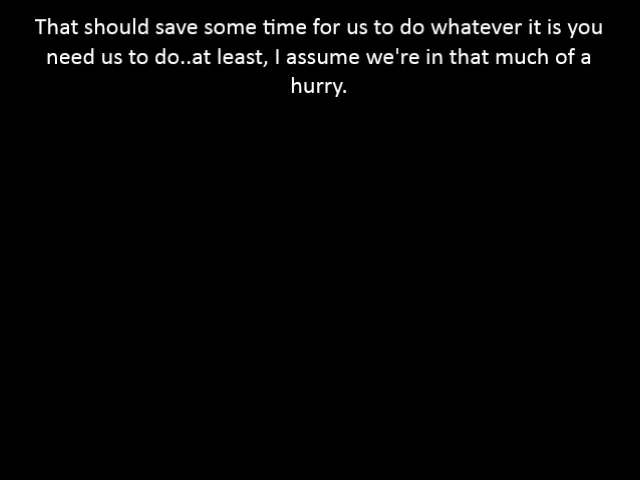 That should save some time for us to do whatever it is you
need us to do..at least, I assume we're in that much of a
hurry.